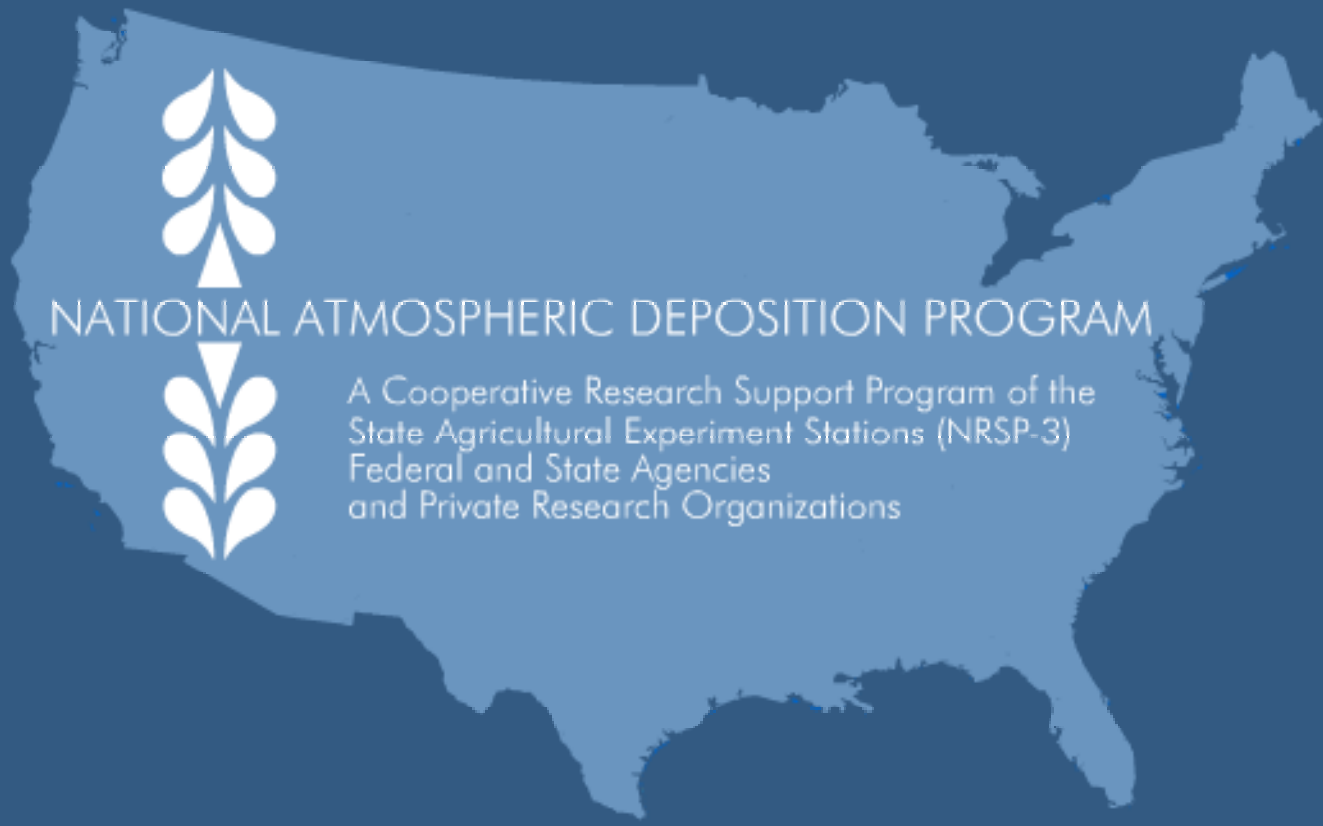 NATIONAL ATMOSPHERIC DEPOSITION PROGRAM
A Cooperative Research Support Program of the
State Agricultural Experiment Stations (NRSP-3)
Federal and State Agencies
and Private Research Organizations